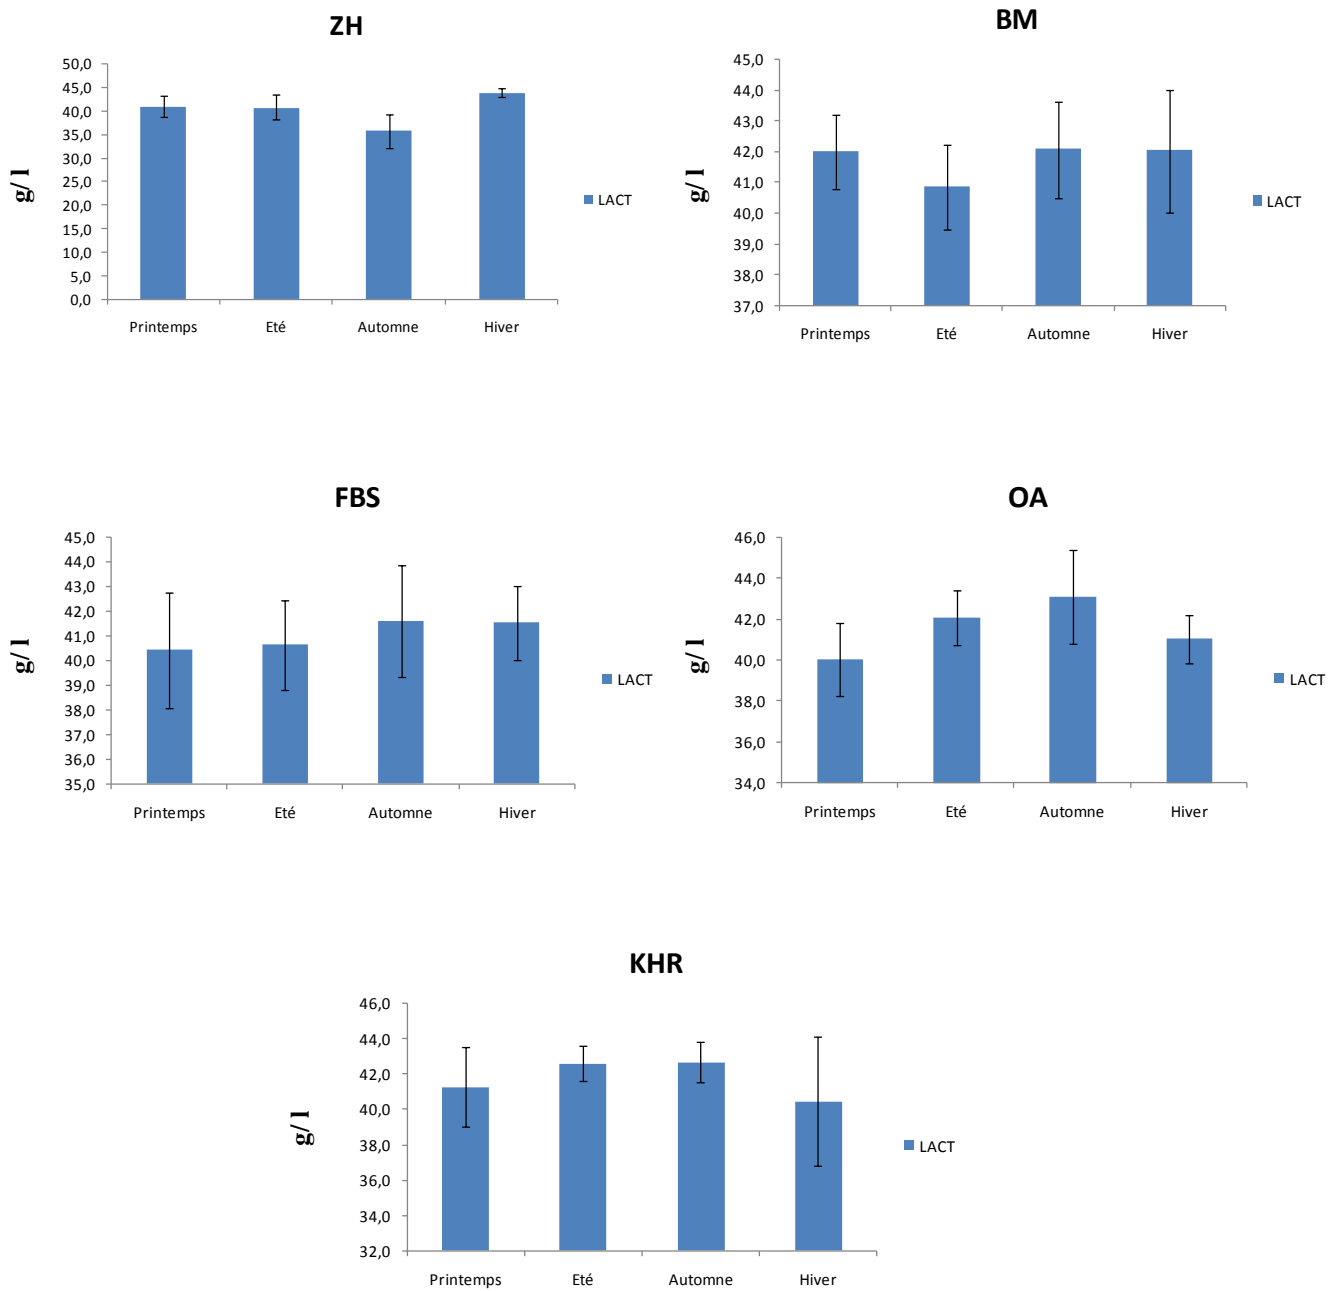 ZH
50,0
45,0
40,0
35,0
30,0
25,0
20,0
15,0
10,0
5,0
0,0
g/ l
Printemps Eté Automne Hiver
LACT
BM
45,0
44,0
43,0
42,0
41,0
40,0
39,0
38,0
37,0
g/ l
Printemps Eté Automne Hiver
LACT
FBS
45,0
44,0
43,0
42,0
41,0
40,0
39,0
38,0
37,0
36,0
35,0
g/ l
Printemps Eté Automne Hiver
LACT
OA
46,0
44,0
42,0
40,0
38,0
36,0
34,0
g/ l
Printemps Eté Automne Hiver
LACT
KHR
46,0
44,0
42,0
40,0
38,0
36,0
34,0
32,0
g/ l
Printemps Eté Automne Hiver
LACT